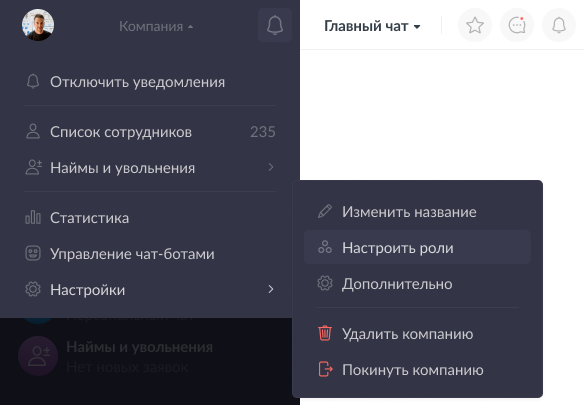 Компания
Главный чат
Отключить уведомления
Список сотрудников 235
Наймы и увольнения
Статистика
Управление чат-ботами
Настройки
Изменить название
Настроить роли
Дополнительно
Удалить компанию
Покинуть компанию
Наймы и увольнения
Нет новых заявок